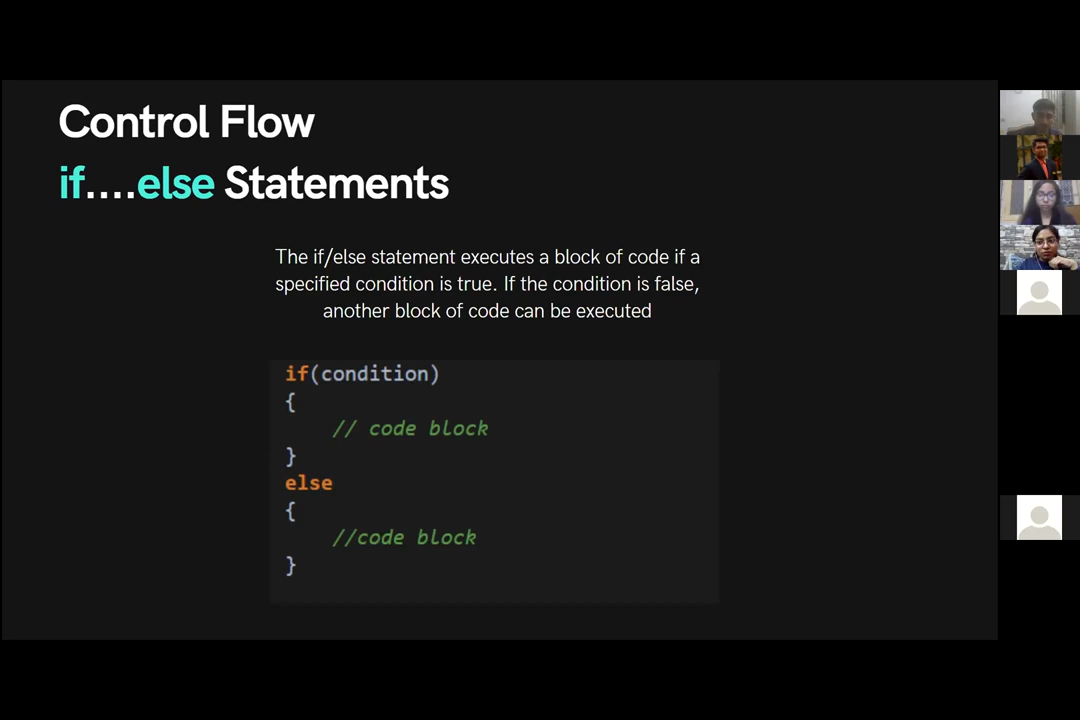 Control Flow
if....else Statements
The if/else statement executes a block of code if a
specified condition is true. If the condition is false,
another block of code can be executed
if(condition)
{
// code block
}
else
{
//code block
}